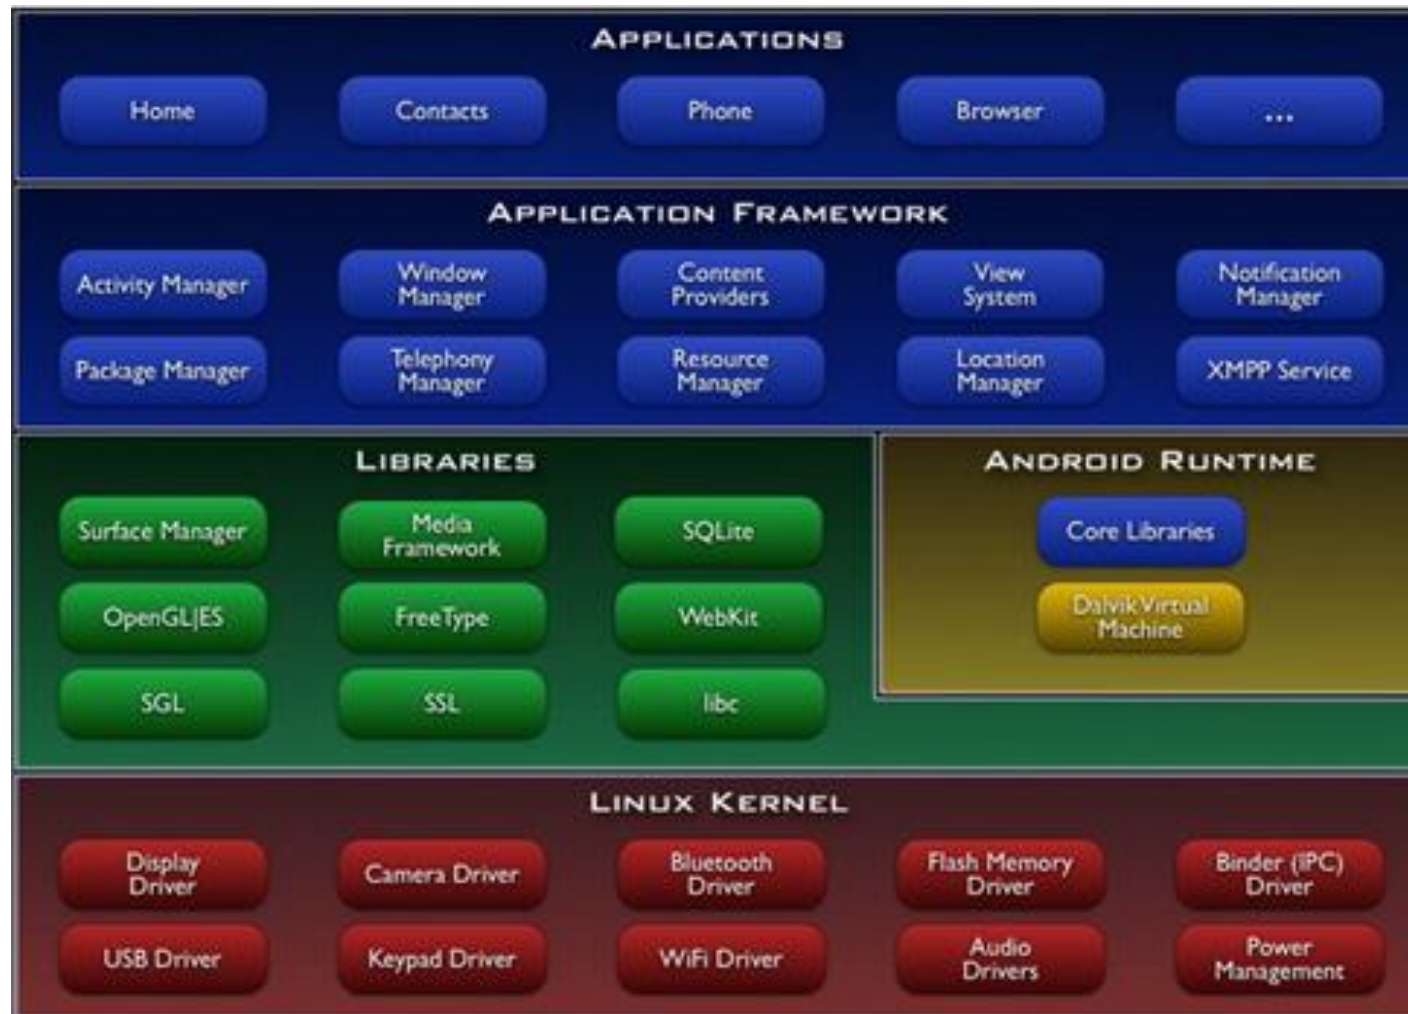 APPLICATIONS
Home
Contacts
Phone
Browser
...
APPLICATION FRAMEWORK
Activity Manager
Window
Manager
Content
Providers
View
System
Notification
Manager
Package Manager
Telephony
Manager
Resource
Manager
Location
Manager
XMPP Service
LIBRARIES
Surface Manager
Media
Framework
SQLite
OpenGL|ES
FreeType
WebKit
SGL
SSL
libc
ANDROID RUNTIME
Core Libraries
Dalvik Virtual
Machine
LINUX KERNEL
Display
Driver
Camera Driver
Bluetooth
Driver
Flash Memory
Driver
Binder (IPC)
Driver
USB Driver
Keypad Driver
WiFi Driver
Audio
Drivers
Power
Management